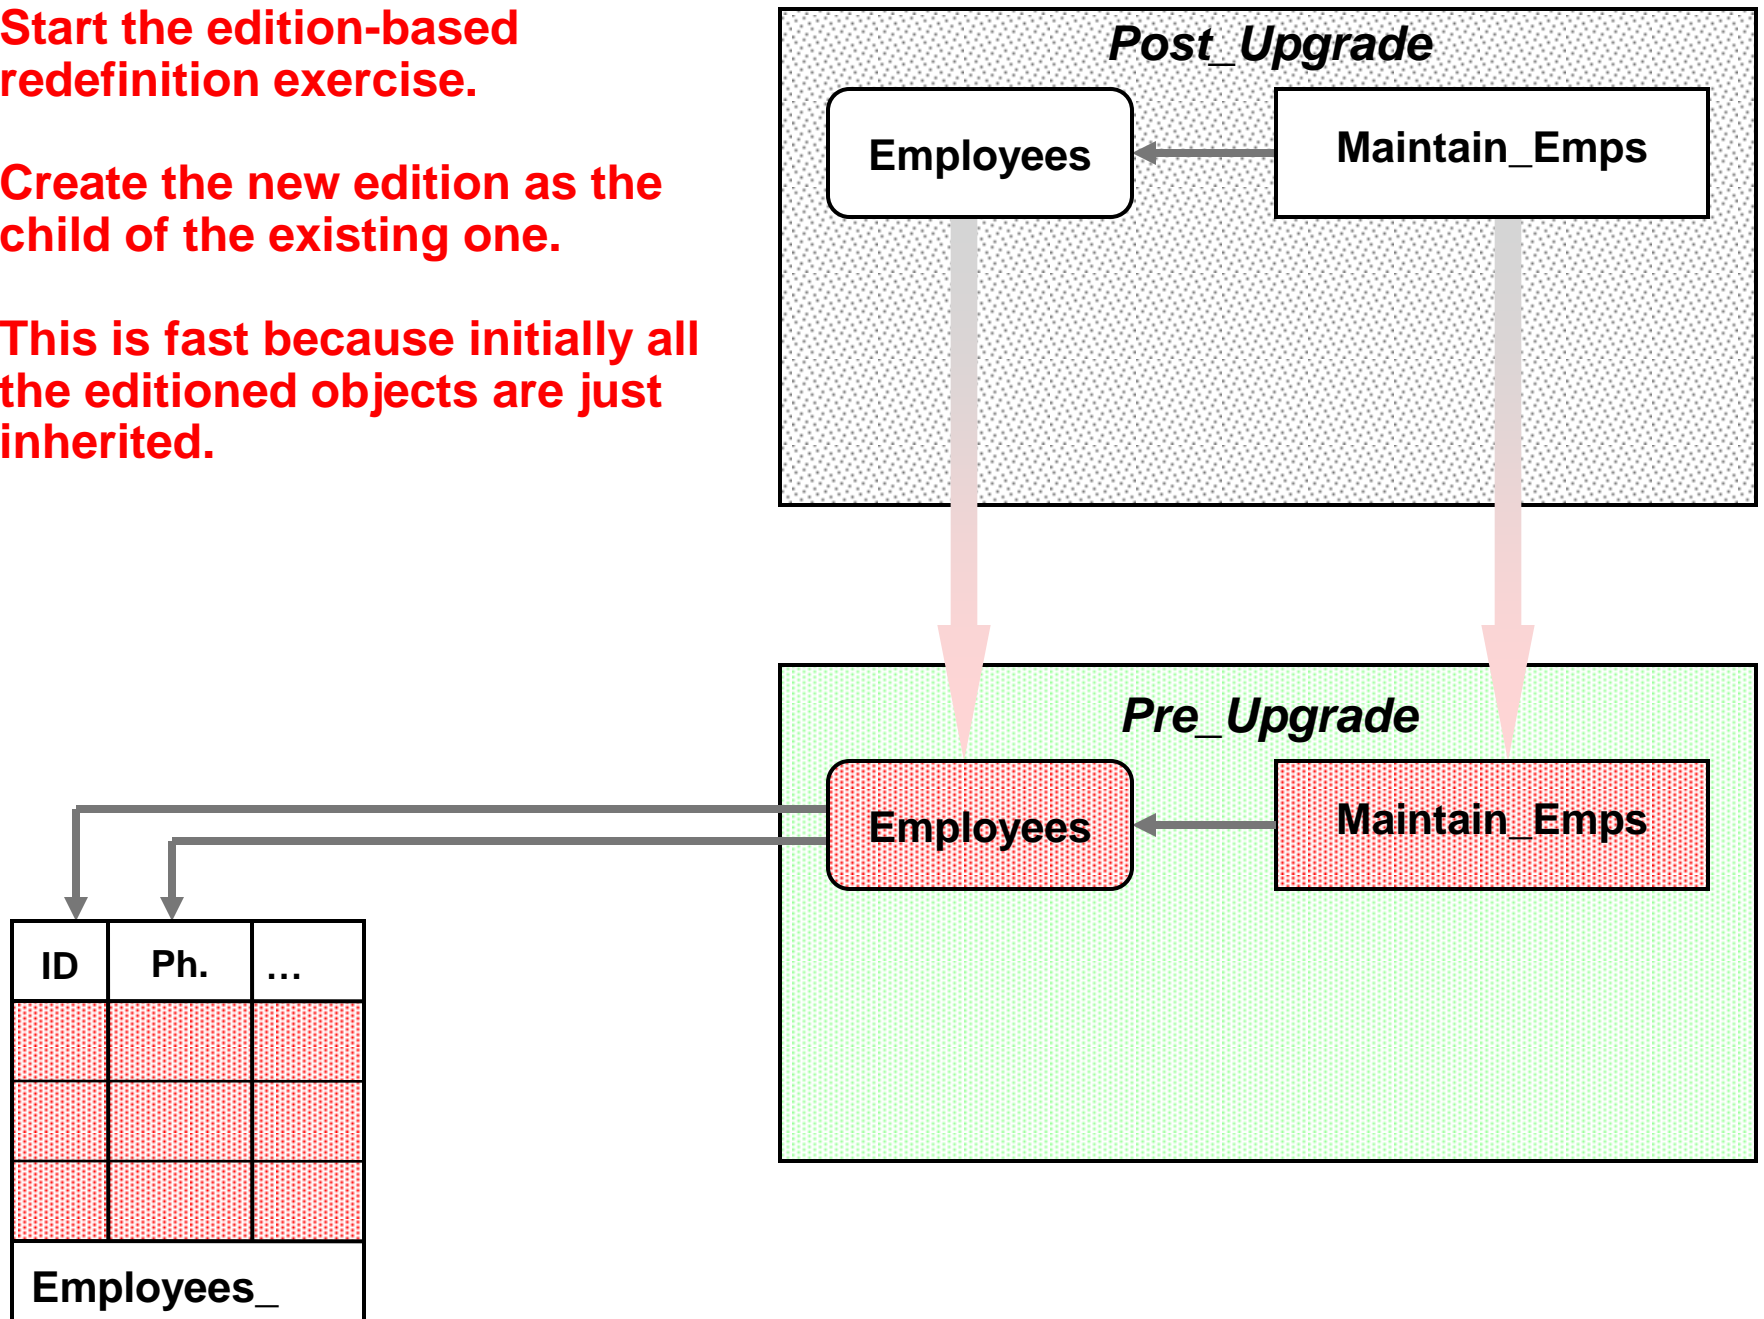 Start the edition-based
redefinition exercise.
Create the new edition as the
child of the existing one.
This is fast because initially all
the editioned objects are just
inherited.
Post_Upgrade
Employees
Maintain_Emps
Pre_Upgrade
Employees
Maintain_Emps
ID
Ph.
…
Employees_